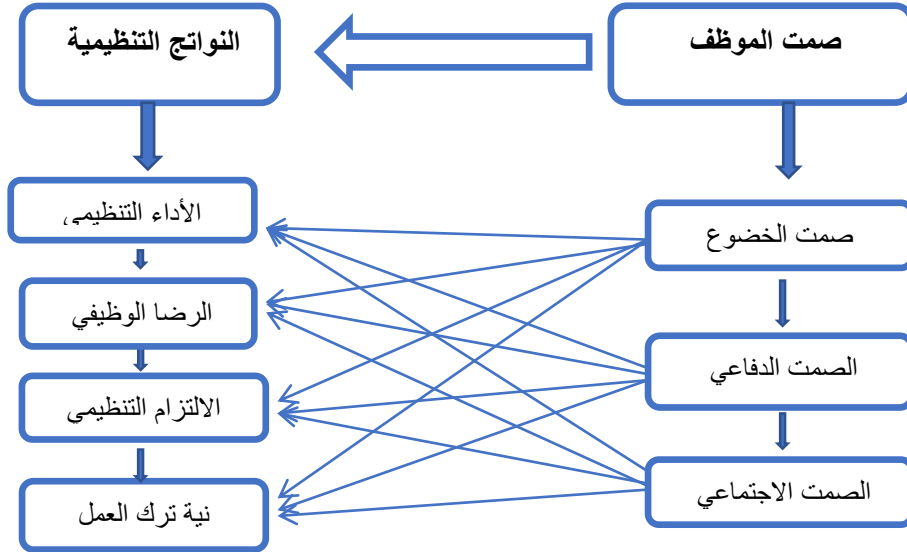 صمت الموظف
النواتج التنظيمية
صمت الخضوع
الصمت الدفاعي
الصمت الاجتماعي
الأداء التنظيمي
الرضا الوظيفي
الالتزام التنظيمي
نية ترك العمل